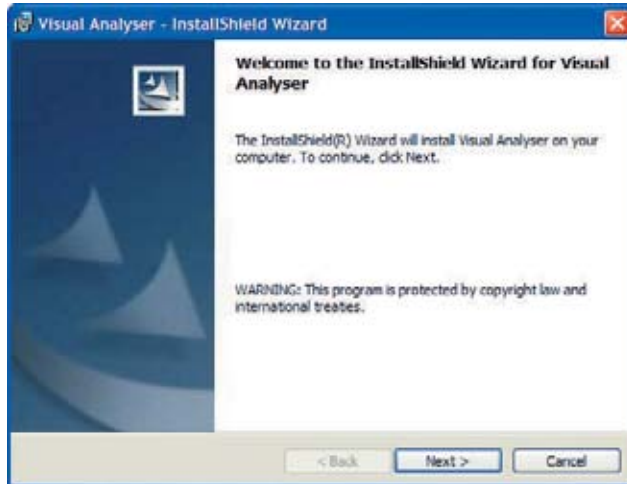 Visual Analyser - InstallShield Wizard
Welcome to the InstallShield Wizard for Visual
Analyser
The InstallShield(R) Wizard will install Visual Analyser on your
computer. To continue, click Next.
WARNING: This program is protected by copyright law and
international treaties.
< Back
Next >
Cancel